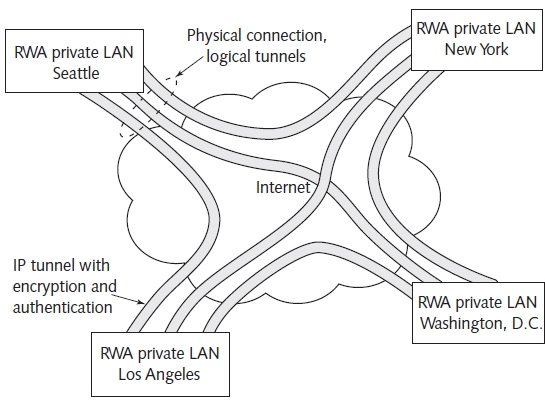 RWA private LAN
Seattle
Physical connection,
logical tunnels
RWA private LAN
New York
Internet
IP tunnel with
encryption and
authentication
RWA private LAN
Los Angeles
RWA private LAN
Washington, D.C.